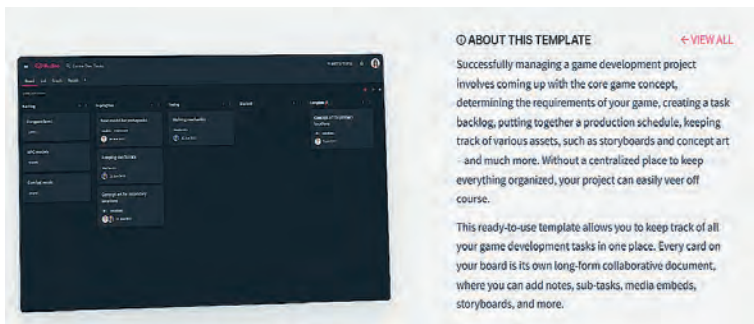 Board
Backlog
In progress
Testing
Combat music
ABOUT THIS TEMPLATE
← VIEW ALL
Successfully managing a game development project
involves coming up with the core game concept,
determining the requirements of your game, creating a task
backlog, putting together a production schedule, keeping
track of various assets, such as storyboards and concept art
– and much more. Without a centralized place to keep
everything organized, your project can easily veer off
course.
This ready-to-use template allows you to keep track of all
your game development tasks in one place. Every card on
your board is its own long-form collaborative document,
where you can add notes, sub-tasks, media embeds,
storyboards, and more.